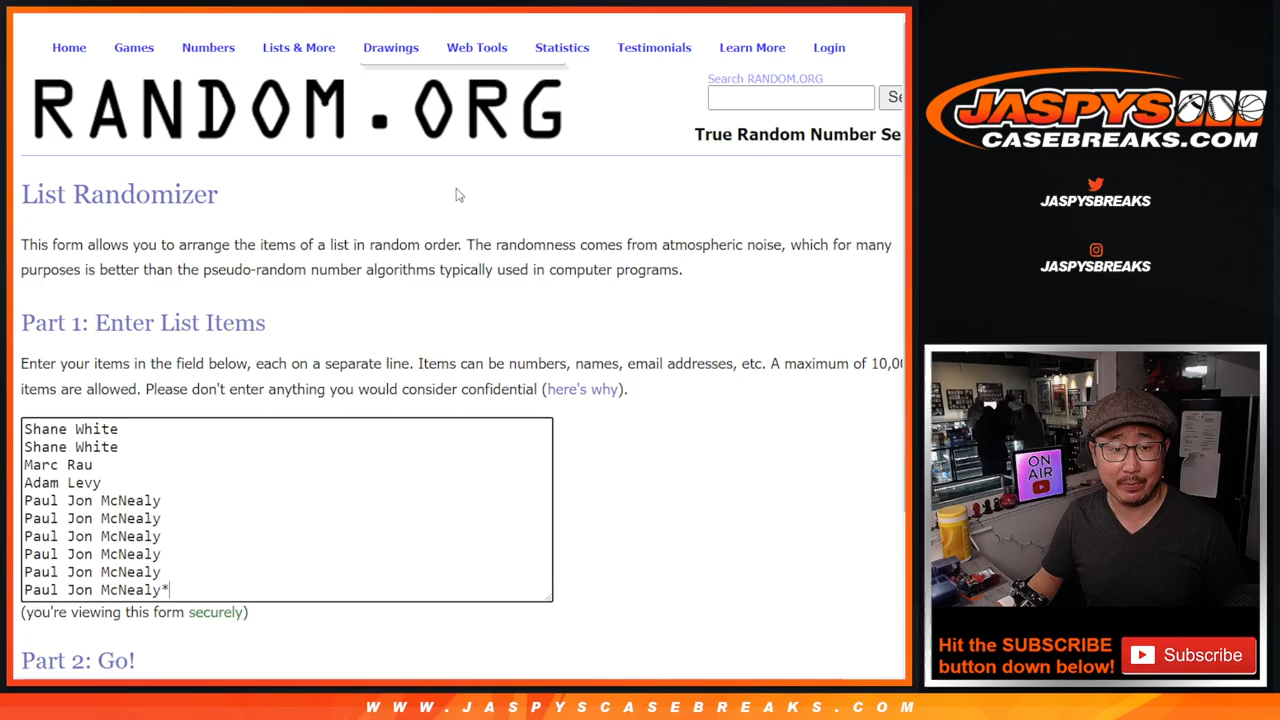 Home Games Numbers Lists & More Drawings Web Tools Statistics Testimonials Learn More Login
RANDOM.ORG
Search RANDOM.ORG
Se
True Random Number Se
List Randomizer
This form allows you to arrange the items of a list in random order. The randomness comes from atmospheric noise, which for many
purposes is better than the pseudo-random number algorithms typically used in computer programs.
Part 1: Enter List Items
Enter your items in the field below, each on a separate line. Items can be numbers, names, email addresses, etc. A maximum of 10,00
items are allowed. Please don't enter anything you would consider confidential (here's why).
Shane White
Shane White
Marc Rau
Adam Levy
Paul Jon McNealy
Paul Jon McNealy
Paul Jon McNealy
Paul Jon McNealy
Paul Jon McNealy
Paul Jon McNealy*
(you're viewing this form securely)
Part 2: Go!
JASPYS
CASEBREAKS.COM
JASPYSBREAKS
JASPYSBREAKS
ON
AIR
Hit the SUBSCRIBE
button down below!
Subscribe
WWW.JASPYSCASEBREAKS.COM